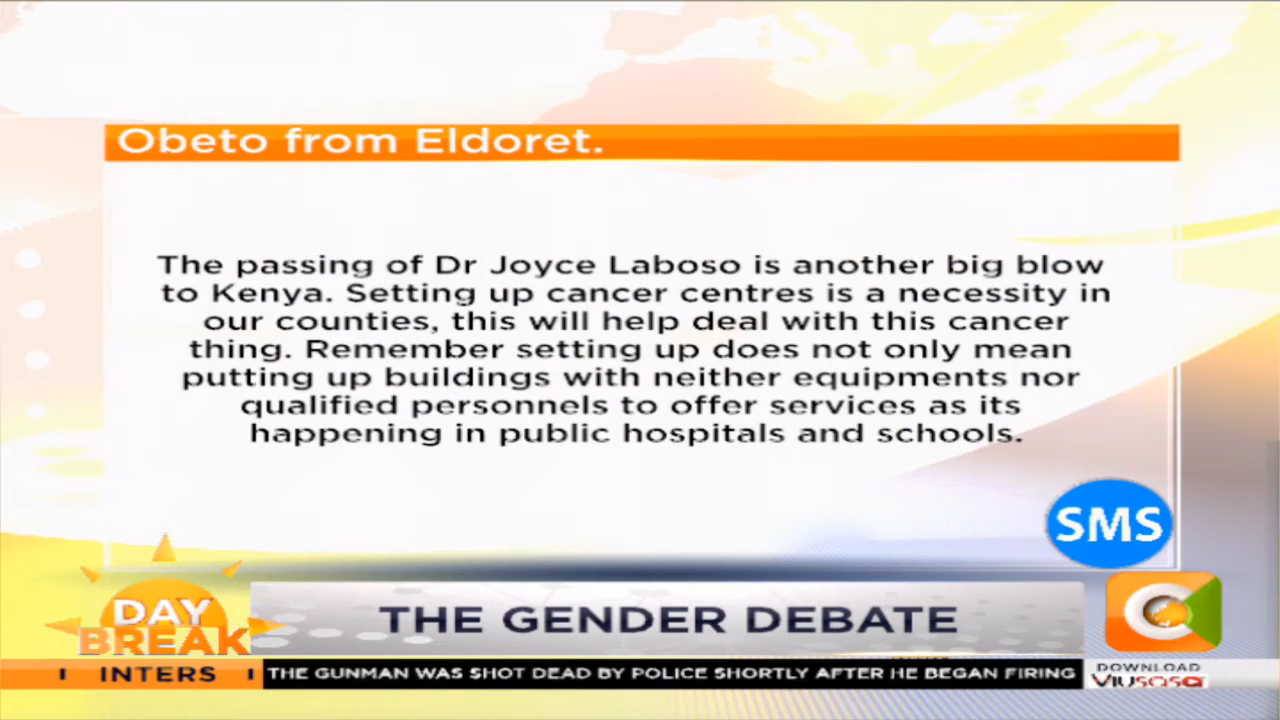 Obeto from Eldoret.
The passing of Dr Joyce Laboso is another big blow
to Kenya. Setting up cancer centres is a necessity in
our counties, this will help deal with this cancer
thing. Remember setting up does not only mean
putting up buildings with neither equipments nor
qualified personnels to offer services as its
happening in public hospitals and schools.
SMS
DAY
BREAK
THE GENDER DEBATE
INTERS
THE GUNMAN WAS SHOT DEAD BY POLICE SHORTLY AFTER HE BEGAN FIRING
DOWNLOAD
VIUSASA